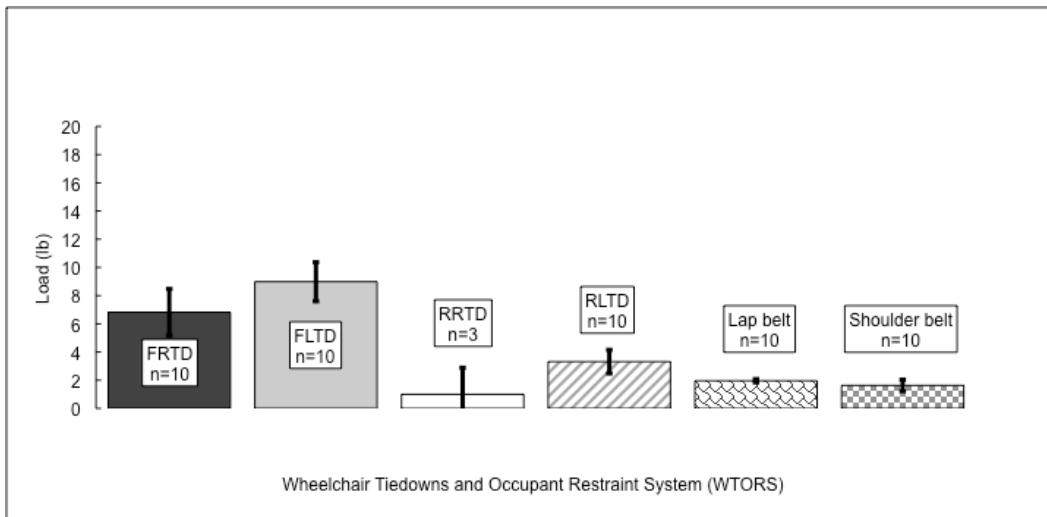 20
18
16
14
12
10
8
6
4
2
0
Load (lb)
FRTD
n=10
FLTD
n=10
RRTD
n=3
RLTD
n=10
Lap belt
n=10
Shoulder belt
n=10
Wheelchair Tiedowns and Occupant Restraint System (WTORS)